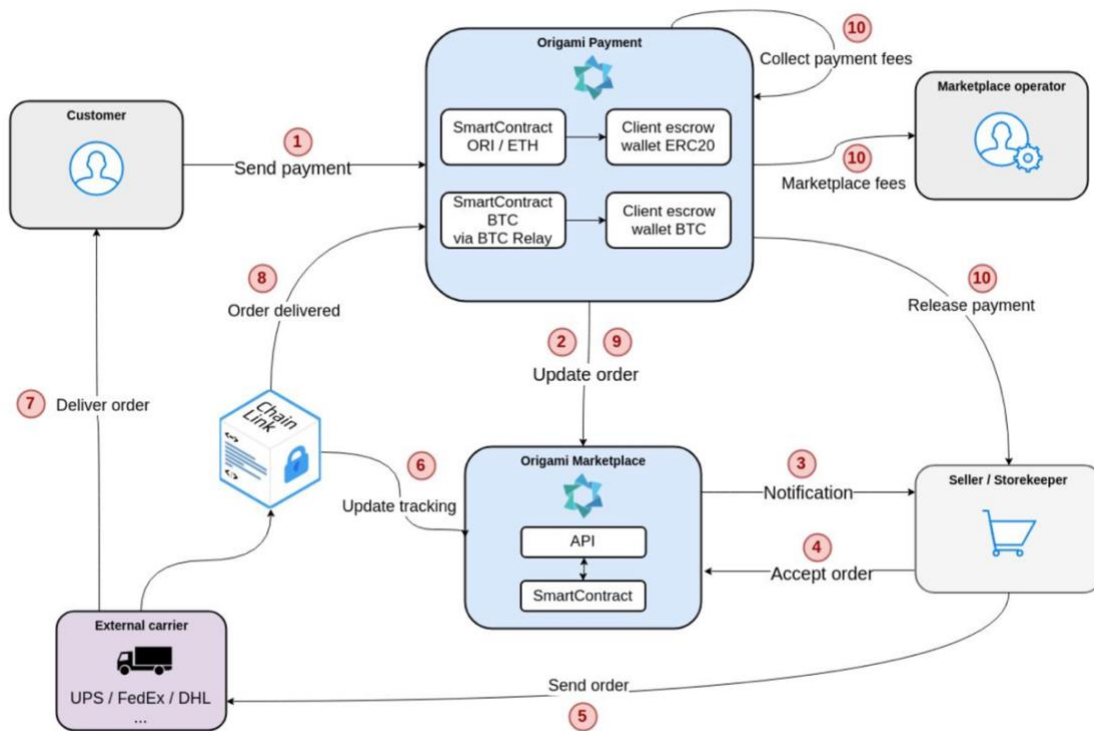 Origami Payment
10
Collect payment fees
Customer
SmartContract
ORI / ETH
Client escrow
wallet ERC20
Marketplace operator
1
Send payment
10
Marketplace fees
SmartContract
BTC
via BTC Relay
Client escrow
wallet BTC
8
Order delivered
10
Release payment
2
9
Update order
7
Deliver order
Chain
Link
6
Update tracking
Origami Marketplace
API
SmartContract
3
Notification
Seller / Storekeeper
4
Accept order
External carrier
UPS / FedEx / DHL
...
Send order
5